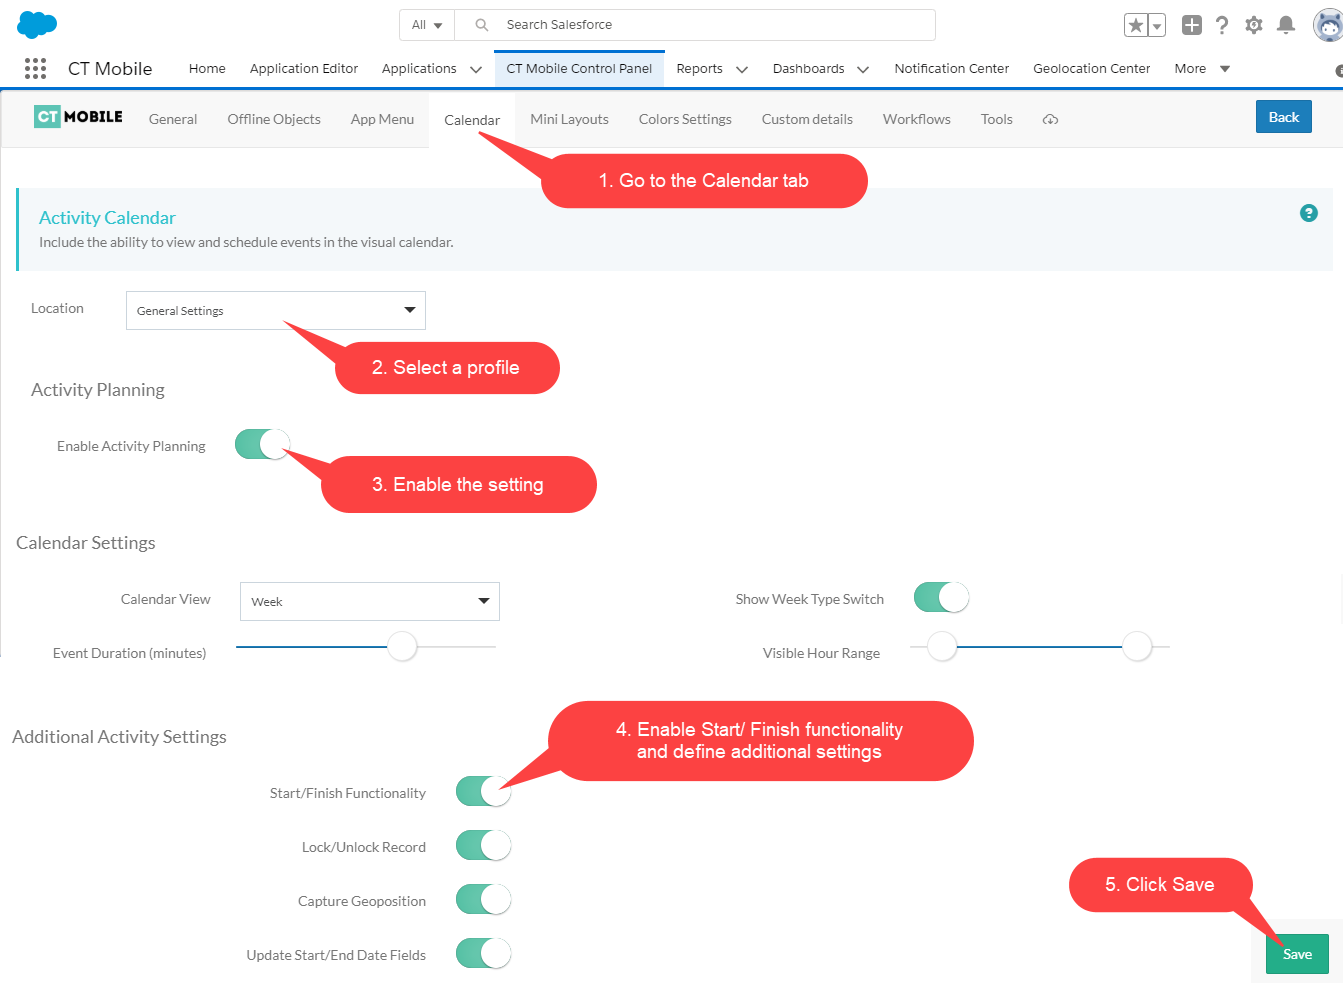 All
Search Salesforce
CT Mobile
Home
Application Editor
Applications
CT Mobile Control Panel
Reports
Dashboards
Notification Center
Geolocation Center
More
CT MOBILE
General
Offline Objects
App Menu
Calendar
Mini Layouts
Colors Settings
Custom details
Workflows
Tools
Back
1. Go to the Calendar tab
Activity Calendar
Include the ability to view and schedule events in the visual calendar.
Location
General Settings
2. Select a profile
Activity Planning
Enable Activity Planning
3. Enable the setting
Calendar Settings
Calendar View
Week
Show Week Type Switch
Event Duration (minutes)
Visible Hour Range
Additional Activity Settings
4. Enable Start/ Finish functionality
and define additional settings
Start/Finish Functionality
Lock/Unlock Record
Capture Geoposition
5. Click Save
Update Start/End Date Fields
Save